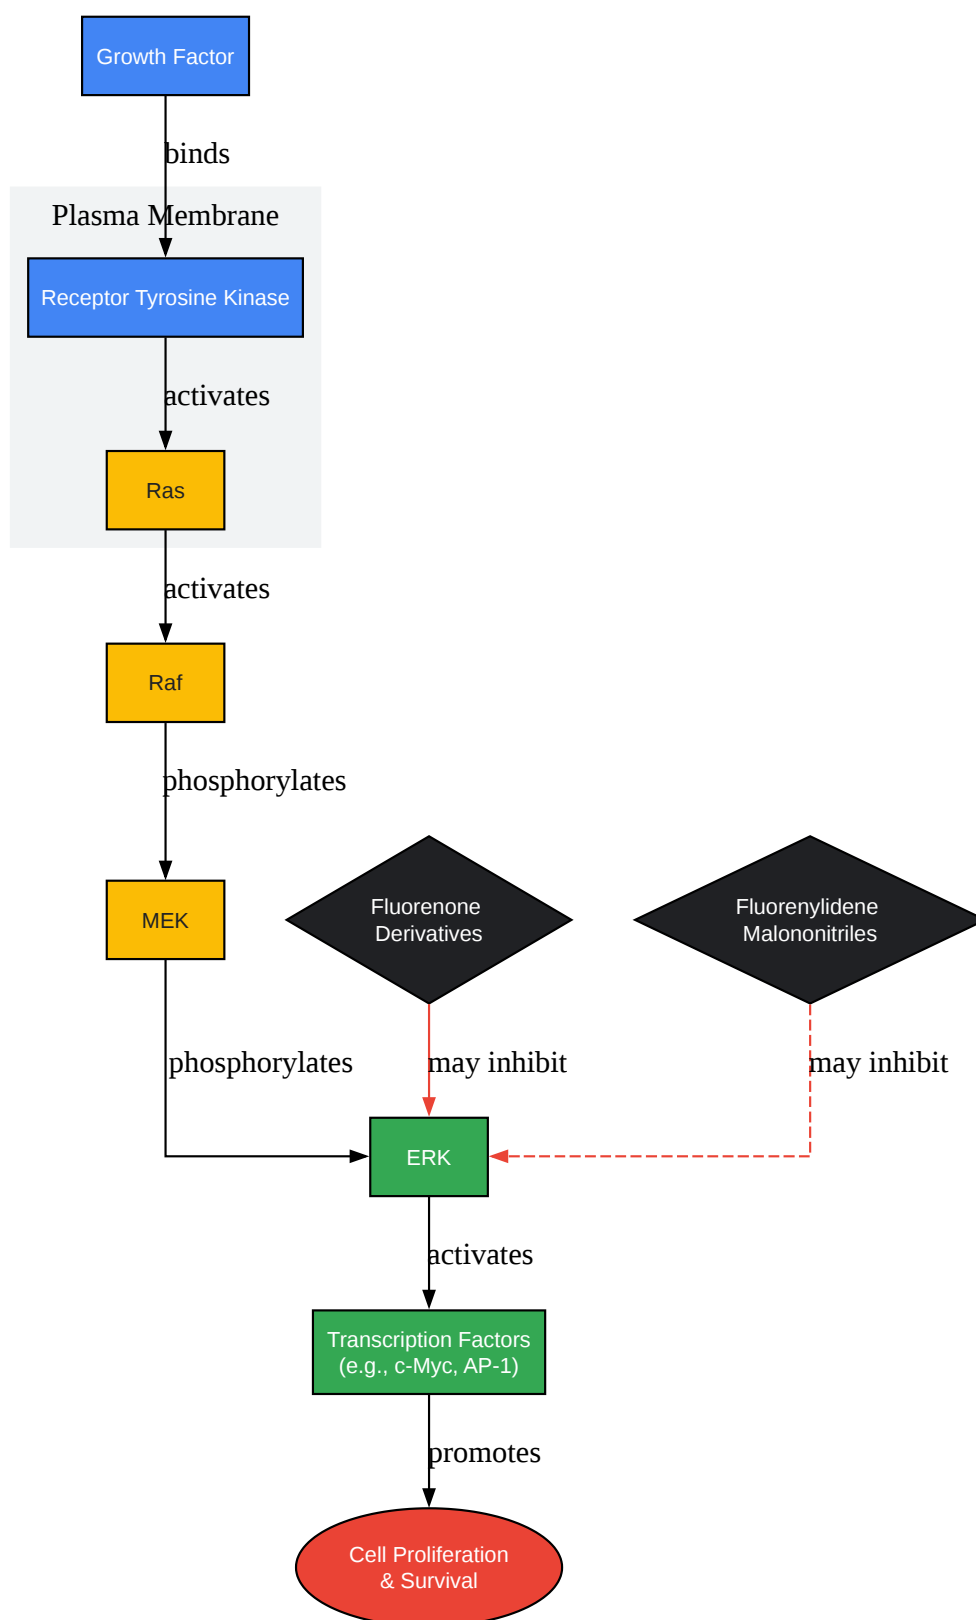 Growth Factor
binds
Plasma Membrane
Receptor Tyrosine Kinase
activates
Ras
activates
Raf
phosphorylates
MEK
Fluorenone
Derivatives
Fluorenylidene
Malononitriles
phosphorylates
may inhibit
may inhibit
ERK
activates
Transcription Factors
(e.g., c-Myc, AP-1)
promotes
Cell Proliferation
& Survival